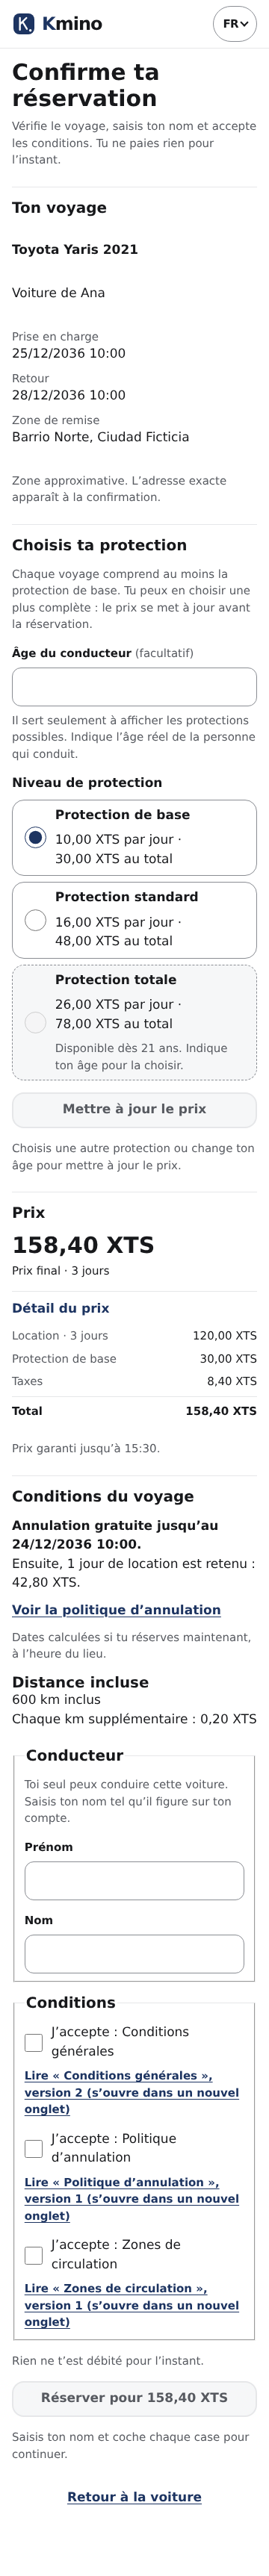 Kmino
FR
Confirme ta
réservation
Vérifie le voyage, saisis ton nom et accepte
les conditions. Tu ne paies rien pour
l’instant.
Ton voyage
Toyota Yaris 2021
Voiture de Ana
Prise en charge
25/12/2036 10:00
Retour
28/12/2036 10:00
Zone de remise
Barrio Norte, Ciudad Ficticia
Zone approximative. L’adresse exacte
apparaît à la confirmation.
Choisis ta protection
Chaque voyage comprend au moins la
protection de base. Tu peux en choisir une
plus complète : le prix se met à jour avant
la réservation.
Âge du conducteur (facultatif)
Il sert seulement à afficher les protections
possibles. Indique l’âge réel de la personne
qui conduit.
Niveau de protection
Protection de base
10,00 XTS par jour ·
30,00 XTS au total
Protection standard
16,00 XTS par jour ·
48,00 XTS au total
Protection totale
26,00 XTS par jour ·
78,00 XTS au total
Disponible dès 21 ans. Indique
ton âge pour la choisir.
Mettre à jour le prix
Choisis une autre protection ou change ton
âge pour mettre à jour le prix.
Prix
158,40 XTS
Prix final · 3 jours
Détail du prix
Location · 3 jours 120,00 XTS
Protection de base 30,00 XTS
Taxes 8,40 XTS
Total 158,40 XTS
Prix garanti jusqu’à 15:30.
Conditions du voyage
Annulation gratuite jusqu’au
24/12/2036 10:00.
Ensuite, 1 jour de location est retenu :
42,80 XTS.
Voir la politique d’annulation
Dates calculées si tu réserves maintenant,
à l’heure du lieu.
Distance incluse
600 km inclus
Chaque km supplémentaire : 0,20 XTS
Conducteur
Toi seul peux conduire cette voiture.
Saisis ton nom tel qu’il figure sur ton
compte.
Prénom
Nom
Conditions
J’accepte : Conditions
générales
Lire « Conditions générales »,
version 2 (s’ouvre dans un nouvel
onglet)
J’accepte : Politique
d’annulation
Lire « Politique d’annulation »,
version 1 (s’ouvre dans un nouvel
onglet)
J’accepte : Zones de
circulation
Lire « Zones de circulation »,
version 1 (s’ouvre dans un nouvel
onglet)
Rien ne t’est débité pour l’instant.
Réserver pour 158,40 XTS
Saisis ton nom et coche chaque case pour
continuer.
Retour à la voiture